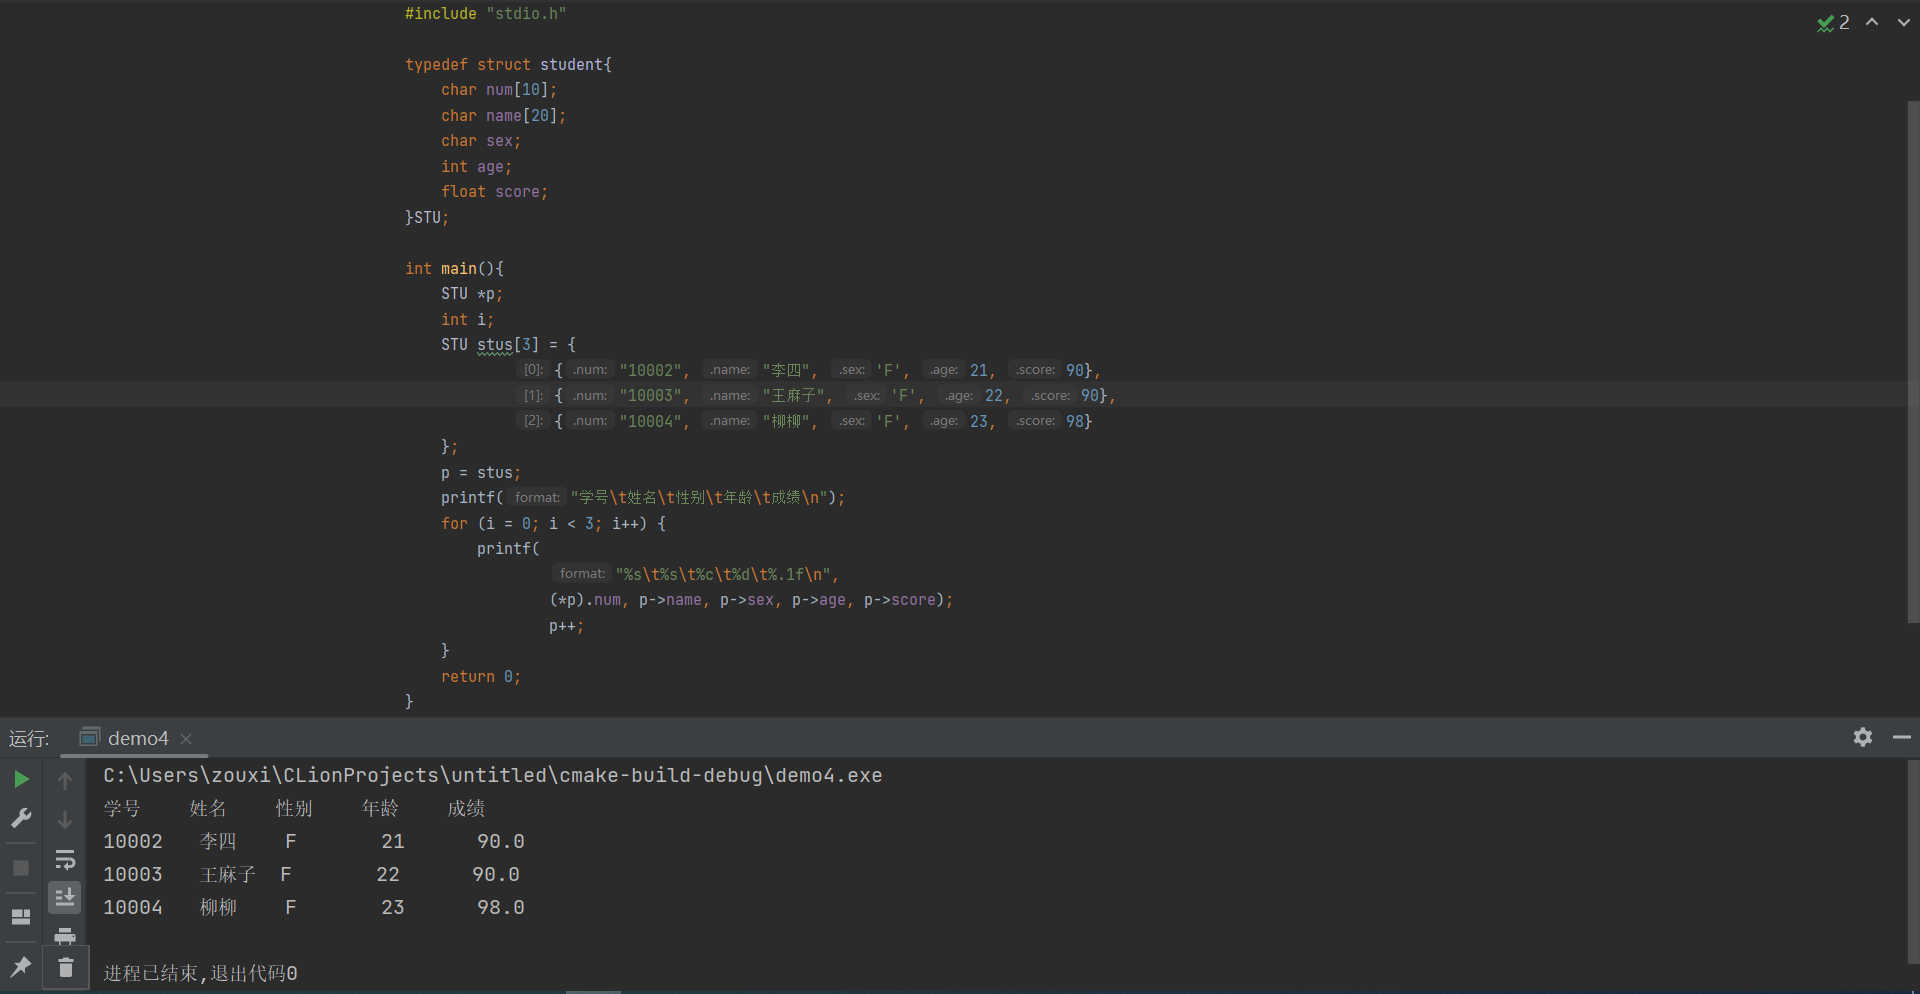 #include "stdio.h"
2
typedef struct student{
char num[10];
char name[20];
char sex;
int age;
float score;
}STU;
int main(){
STU *p;
int i;
STU stus[3] = {
[0]: { .num: "10002", .name: "李四", .sex: 'F', .age: 21, .score: 90},
[1]: { .num: "10003", .name: "王麻子", .sex: 'F', .age: 22, .score: 90},
[2]: { .num: "10004", .name: "柳柳", .sex: 'F', .age: 23, .score: 98}
};
p = stus;
printf( format: "学号\t姓名\t性别\t年龄\t成绩\n");
for (i = 0; i < 3; i++) {
printf(
format: "%s\t%s\t%c\t%d\t%.1f\n",
(*p).num, p->name, p->sex, p->age, p->score);
p++;
}
return 0;
}
运行: demo4
C:\Users\zouxi\CLionProjects\untitled\cmake-build-debug\demo4.exe
学号 姓名 性别 年龄 成绩
10002 李四 F 21 90.0
10003 王麻子 F 22 90.0
10004 柳柳 F 23 98.0
进程已结束,退出代码0